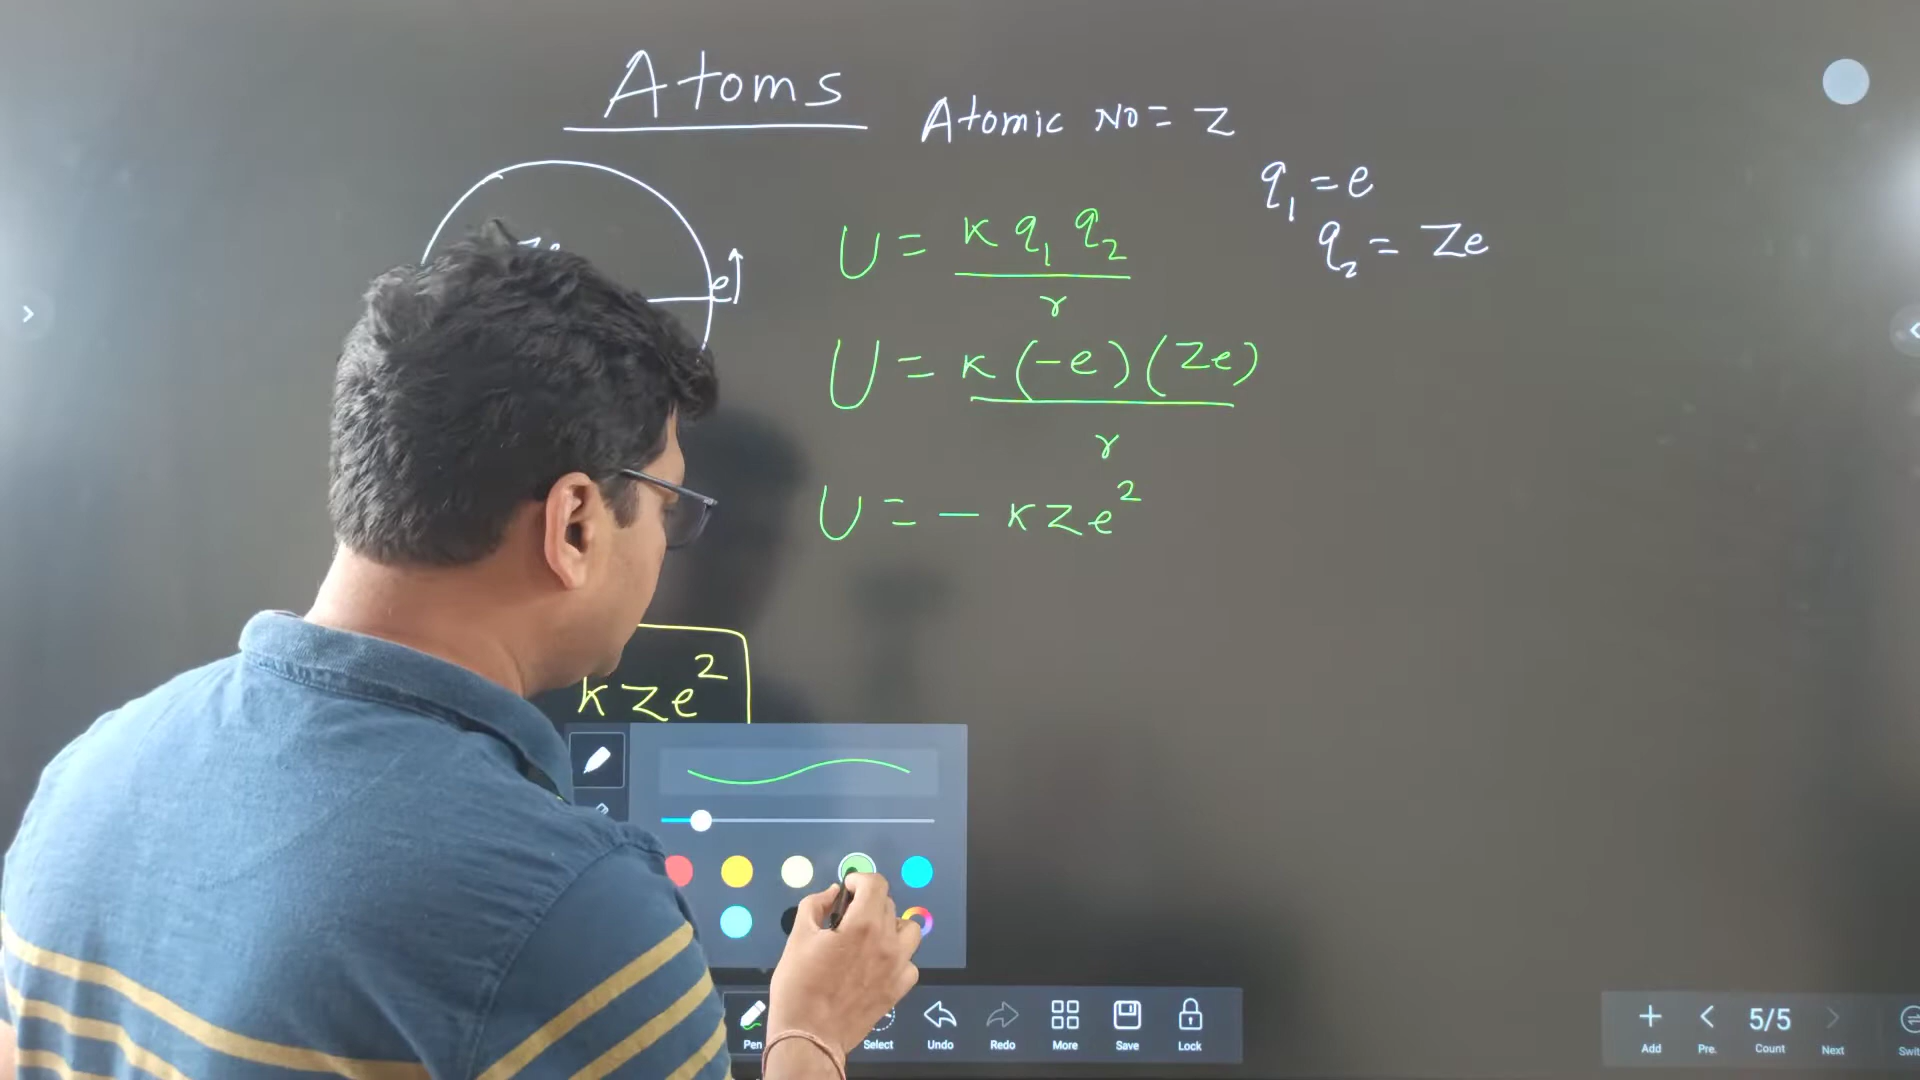 Atoms
Atomic No = Z
q₁ = e
q₂ = Ze
e
U = K q₁ q₂ / r
U = K (-e) (Ze) / r
U = - KZe²
KZe²
Pen
Select
Undo
Redo
More
Save
Lock
Add
Pre.
5/5
Count
Next